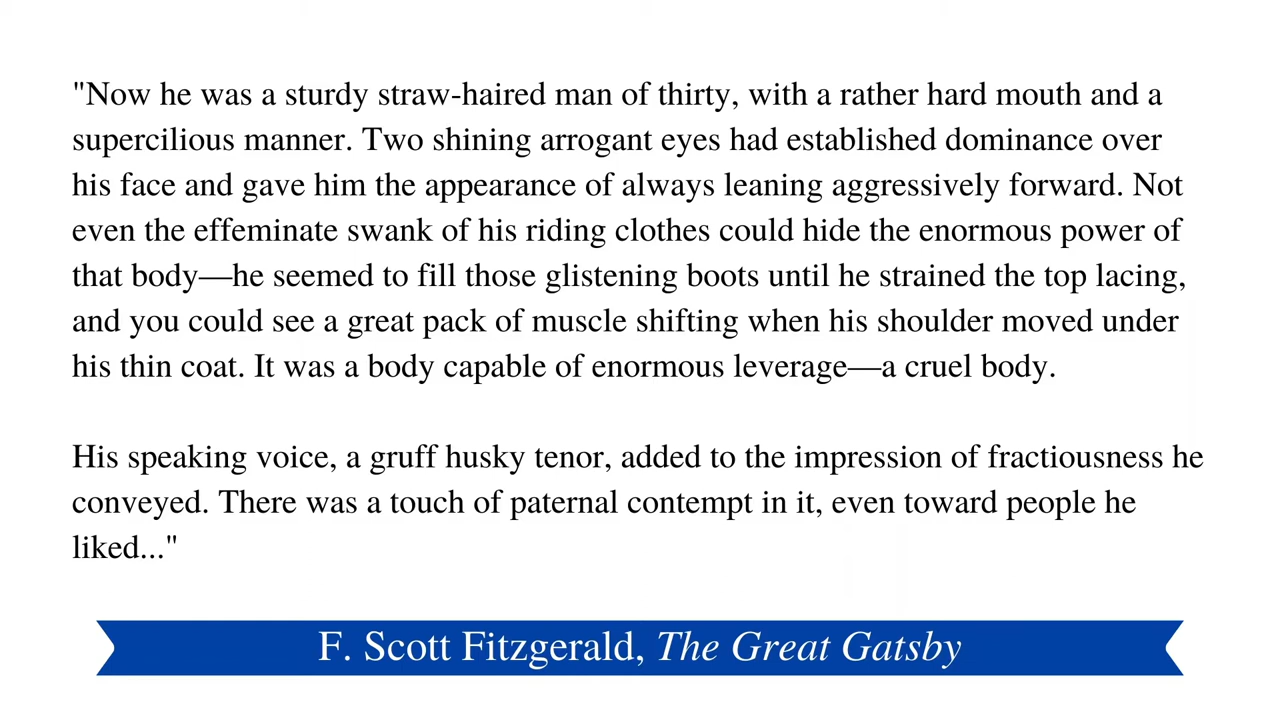 "Now he was a sturdy straw-haired man of thirty, with a rather hard mouth and a
supercilious manner. Two shining arrogant eyes had established dominance over
his face and gave him the appearance of always leaning aggressively forward. Not
even the effeminate swank of his riding clothes could hide the enormous power of
that body—he seemed to fill those glistening boots until he strained the top lacing,
and you could see a great pack of muscle shifting when his shoulder moved under
his thin coat. It was a body capable of enormous leverage—a cruel body.
His speaking voice, a gruff husky tenor, added to the impression of fractiousness he
conveyed. There was a touch of paternal contempt in it, even toward people he
liked..."
F. Scott Fitzgerald, The Great Gatsby